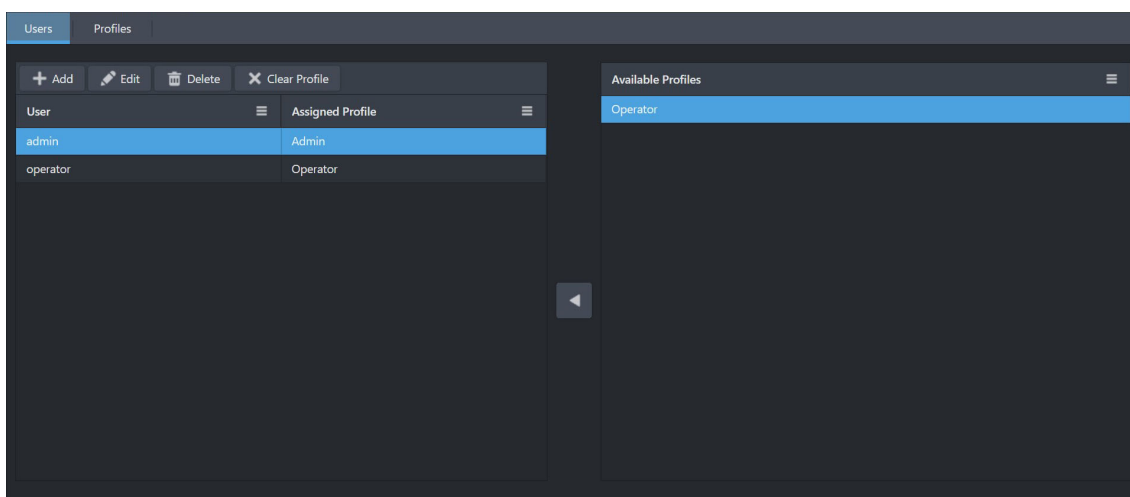 Users Profiles
Add Edit Delete Clear Profile
User Assigned Profile
admin Admin
operator Operator
Available Profiles
Operator